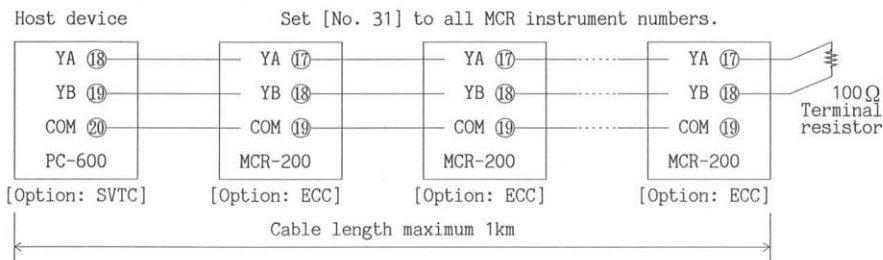 Host device Set [No. 31] to all MCR instrument numbers.
YA ⑱ YA ⑰ YA ⑰ YA ⑰
YB ⑲ YB ⑱ YB ⑱ YB ⑱ 100Ω
Terminal
COM ⑳ COM ⑲ COM ⑲ COM ⑲ resistor
PC-600 MCR-200 MCR-200 MCR-200
[Option: SVTC] [Option: ECC] [Option: ECC] [Option: ECC]
Cable length maximum 1km